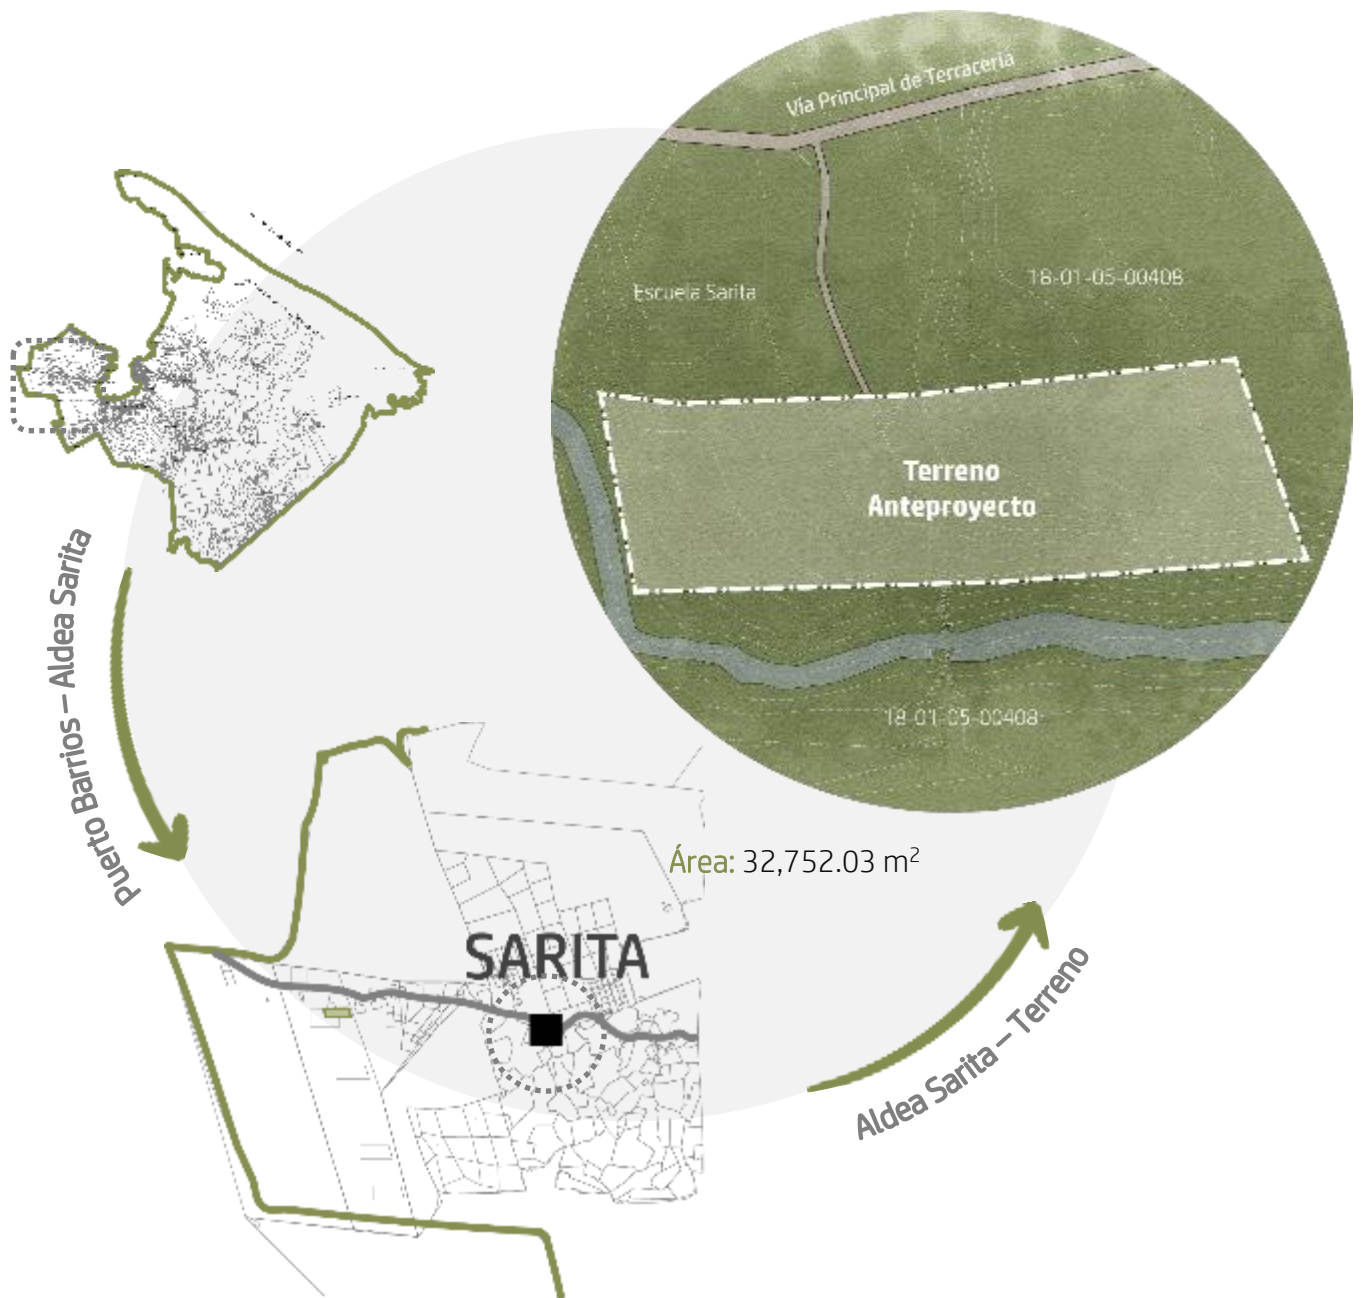 Vía Principal de Terracería
Escuela Sarita
18-01-05-00408
Terreno
Anteproyecto
18-01-05-00408
Puerto Barrios – Aldea Sarita
Área: 32,752.03 m²
SARITA
Aldea Sarita – Terreno